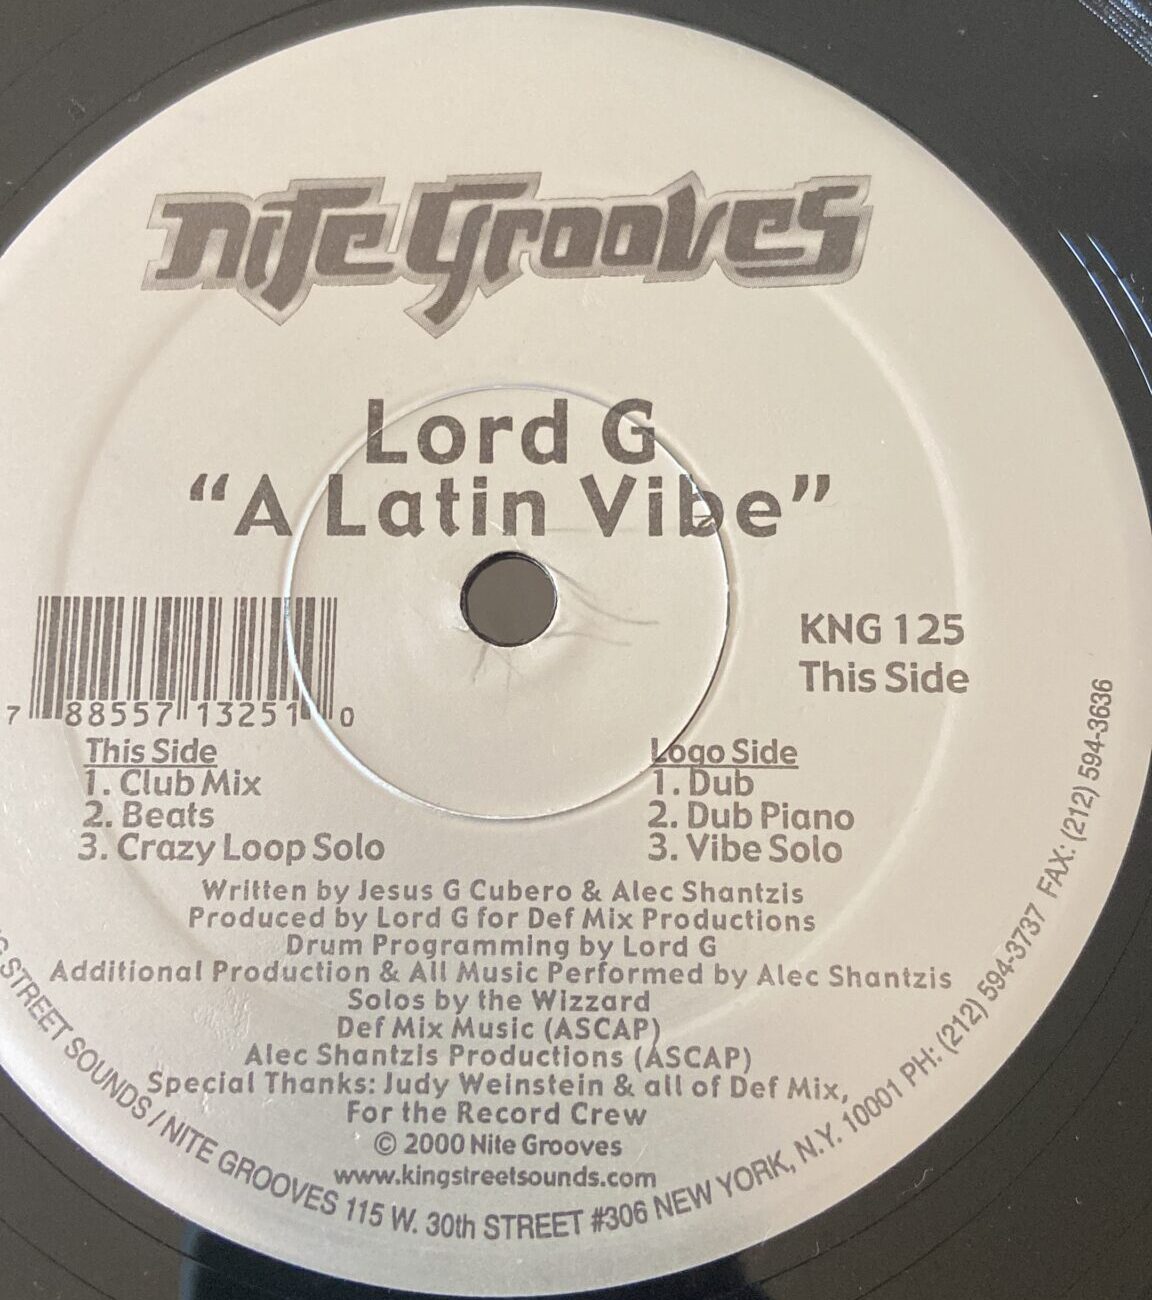 Nite Grooves
Lord G
“A Latin Vibe”
KNG 125
This Side
7 88557 13251 0
This Side
1. Club Mix
2. Beats
3. Crazy Loop Solo
Logo Side
1. Dub
2. Dub Piano
3. Vibe Solo
Written by Jesus G Cubero & Alec Shantzis
Produced by Lord G for Def Mix Productions
Drum Programming by Lord G
Additional Production & All Music Performed by Alec Shantzis
Solos by the Wizzard
Def Mix Music (ASCAP)
Alec Shantzis Productions (ASCAP)
Special Thanks: Judy Weinstein & all of Def Mix,
For the Record Crew
© 2000 Nite Grooves
www.kingstreetsounds.com
STREET SOUNDS / NITE GROOVES 115 W. 30th STREET #306 NEW YORK, N.Y. 10001 PH: (212) 594-3737 FAX: (212) 594-3636